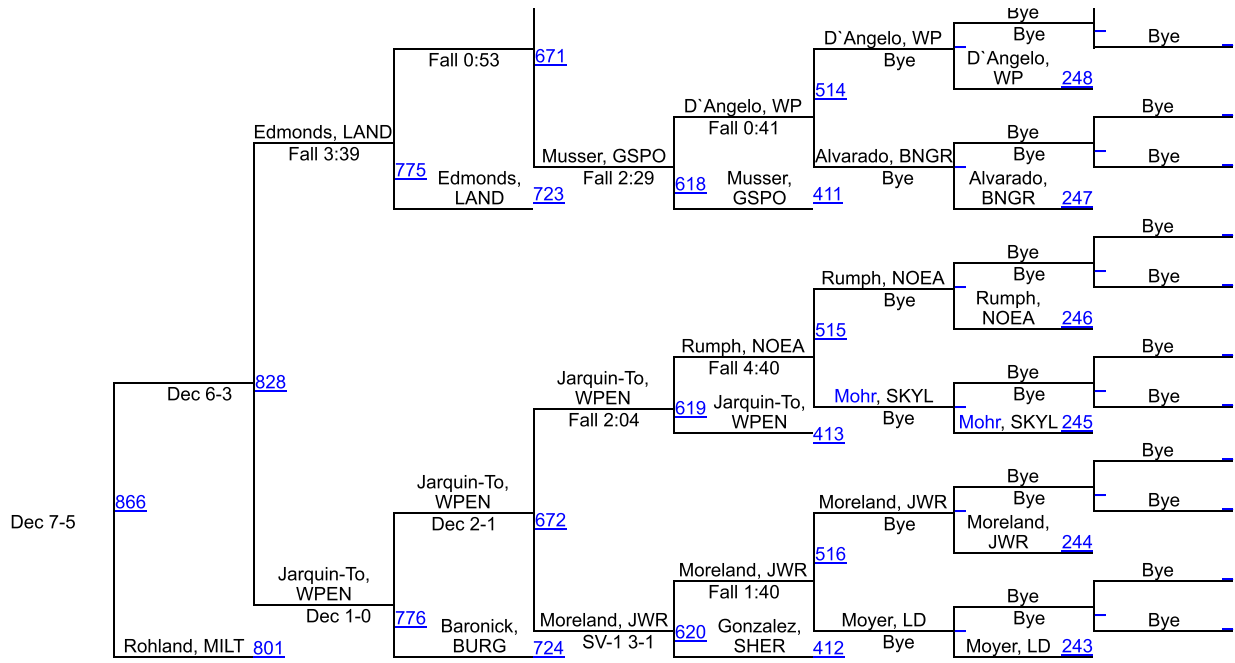 Bye
D`Angelo, WP
Bye
Bye
Bye
Fall 0:53
671
D`Angelo,
WP
248
514
D`Angelo, WP
Bye
Edmonds, LAND
Fall 0:41
Bye
Fall 3:39
Musser, GSPO
Alvarado, BNGR
Bye
Bye
775
Edmonds,
LAND
723
Fall 2:29
618
Musser,
GSPO
411
Bye
Alvarado,
BNGR
247
Bye
Bye
Rumph, NOEA
Bye
Bye
Bye
Rumph,
NOEA
246
515
Rumph, NOEA
Bye
Fall 4:40
828
Dec 6-3
Jarquin-To,
WPEN
Fall 2:04
619
Jarquin-To,
WPEN
413
Mohr, SKYL
Bye
Bye
Bye
Bye
Mohr, SKYL
245
Bye
Jarquin-To,
WPEN
Dec 2-1
672
Moreland, JWR
Bye
Bye
Bye
Bye
Moreland,
JWR
244
866
Dec 7-5
516
Jarquin-To,
WPEN
Dec 1-0
Moreland, JWR
Fall 1:40
Bye
776
Baronick,
BURG
724
Moreland, JWR
SV-1 3-1
620
Gonzalez,
SHER
412
Moyer, LD
Bye
Bye
Bye
Bye
Moyer, LD
243
Rohland, MILT
801